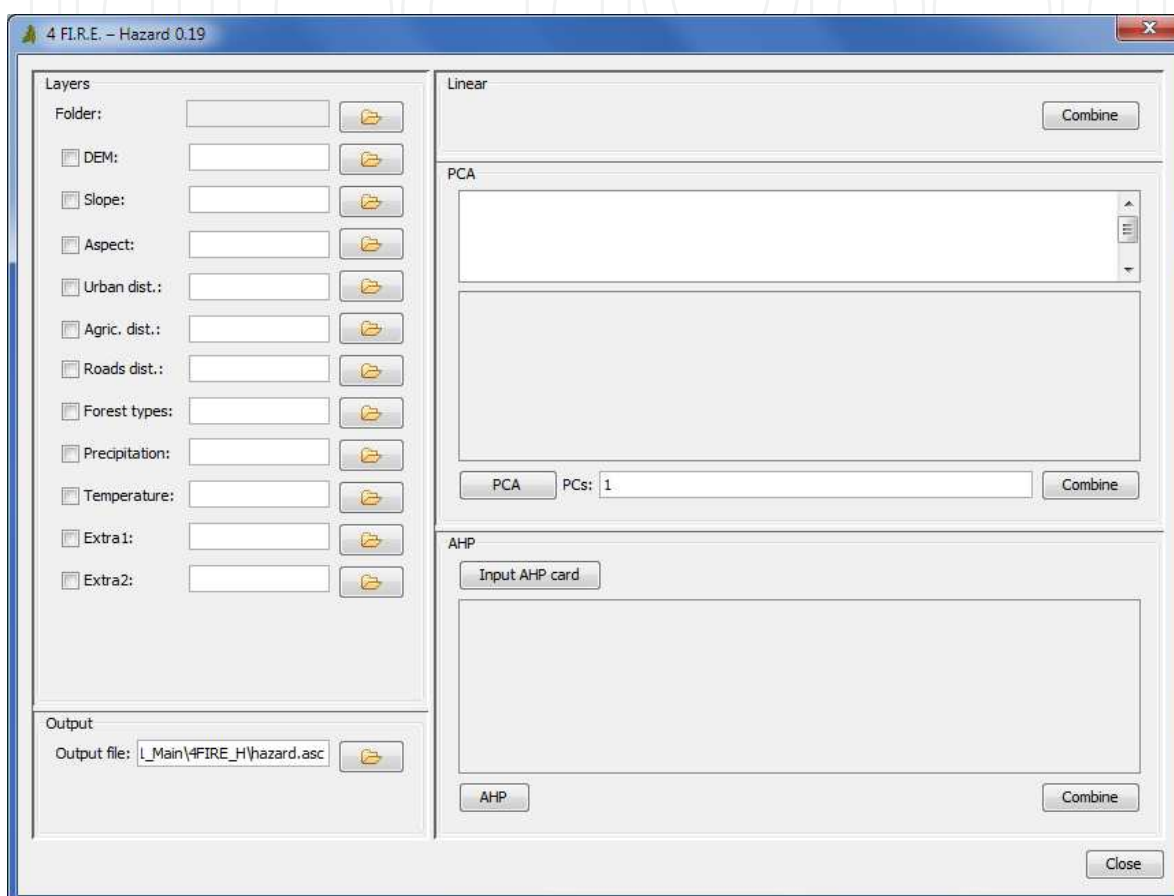 4 FI.R.E. – Hazard 0.19
Layers
Folder:
DEM:
Slope:
Aspect:
Urban dist.:
Agric. dist.:
Roads dist.:
Forest types:
Precipitation:
Temperature:
Extra1:
Extra2:
Output
Output file: l_Main\4FIRE_H\hazard.asc
Linear
Combine
PCA
PCA PCs: 1 Combine
AHP
Input AHP card
AHP Combine
Close